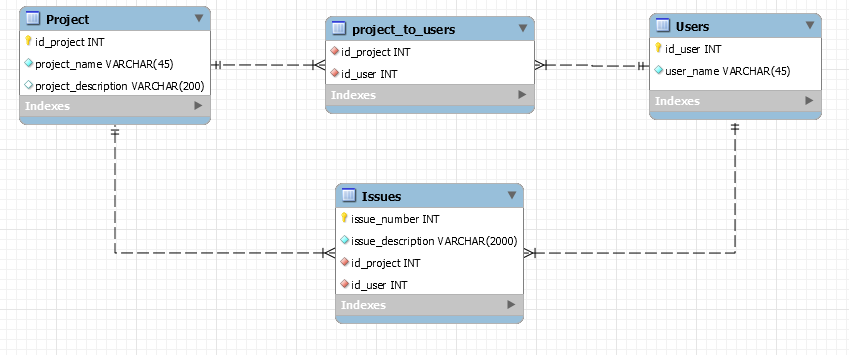 Project
id_project INT
project_name VARCHAR(45)
project_description VARCHAR(200)
Indexes
project_to_users
id_project INT
id_user INT
Indexes
Users
id_user INT
user_name VARCHAR(45)
Indexes
Issues
issue_number INT
issue_description VARCHAR(2000)
id_project INT
id_user INT
Indexes